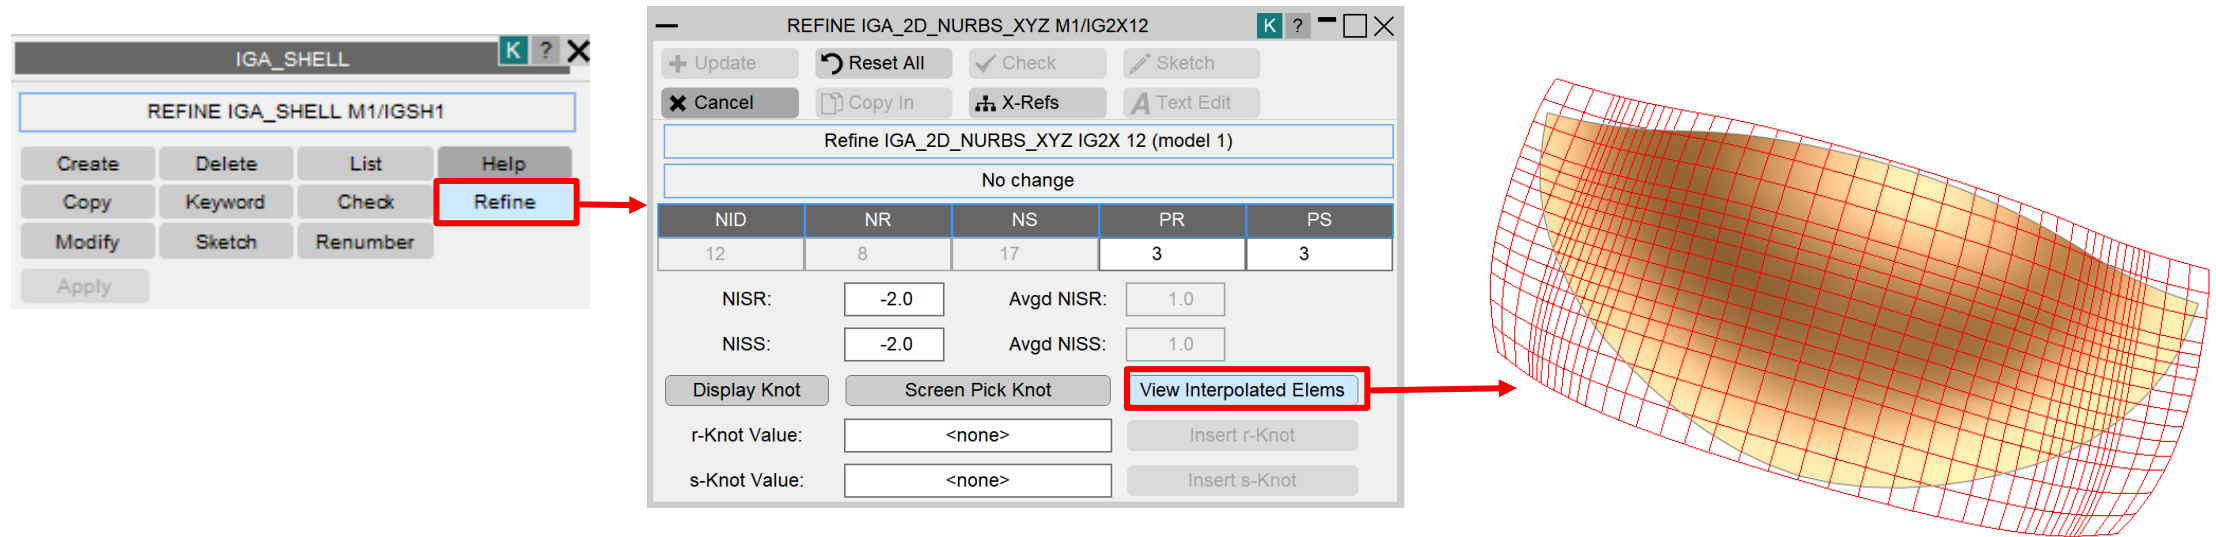 IGA_SHELL K ?
REFINE IGA_SHELL M1/IGSH1
Create Delete List Help
Copy Keyword Check Refine
Modify Sketch Renumber
Apply
REFINE IGA_2D_NURBS_XYZ M1/IG2X12 K ?
Update Reset All Check Sketch
Cancel Copy In X-Refs Text Edit
Refine IGA_2D_NURBS_XYZ IG2X 12 (model 1)
No change
NID NR NS PR PS
12 8 17 3 3
NISR: -2.0 Avgd NISR: 1.0
NISS: -2.0 Avgd NISS: 1.0
Display Knot Screen Pick Knot View Interpolated Elems
r-Knot Value: <none> Insert r-Knot
s-Knot Value: <none> Insert s-Knot